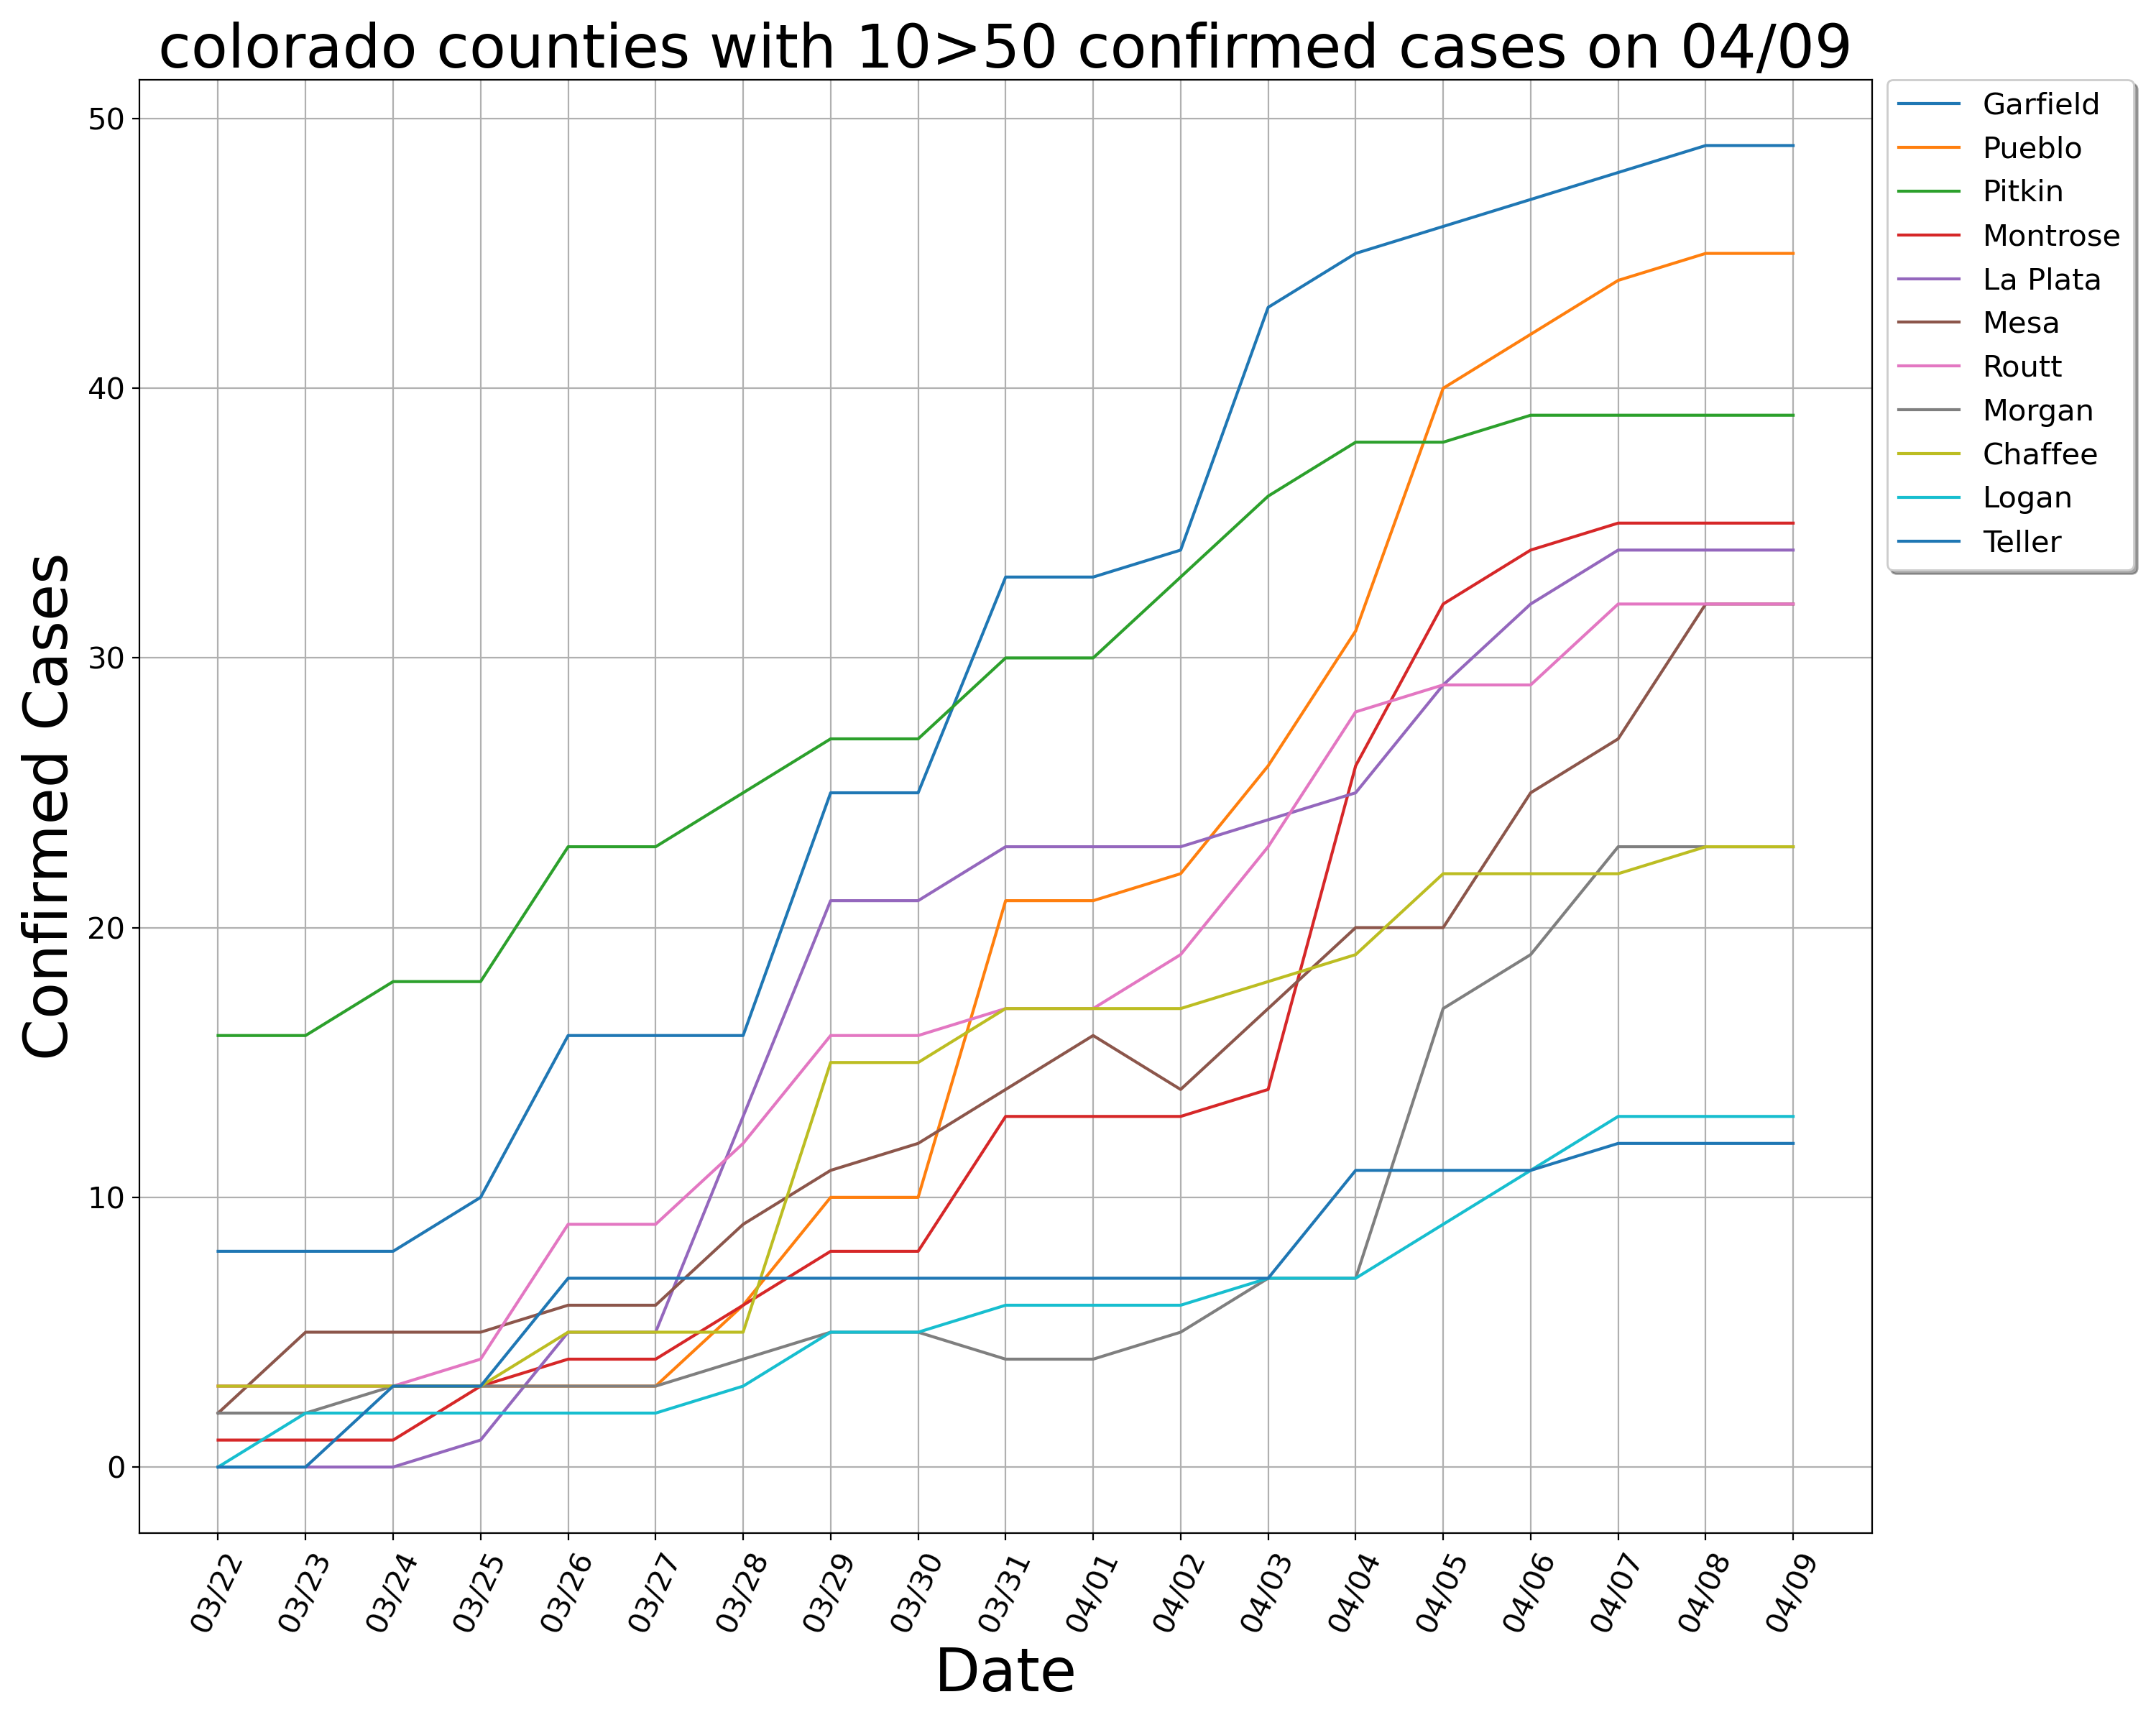 colorado counties with 10>50 confirmed cases on 04/09
50
40
30
20
10
0
Confirmed Cases
03/22
03/23
03/24
03/25
03/26
03/27
03/28
03/29
03/30
03/31
04/01
04/02
04/03
04/04
04/05
04/06
04/07
04/08
04/09
Date
Garfield
Pueblo
Pitkin
Montrose
La Plata
Mesa
Routt
Morgan
Chaffee
Logan
Teller